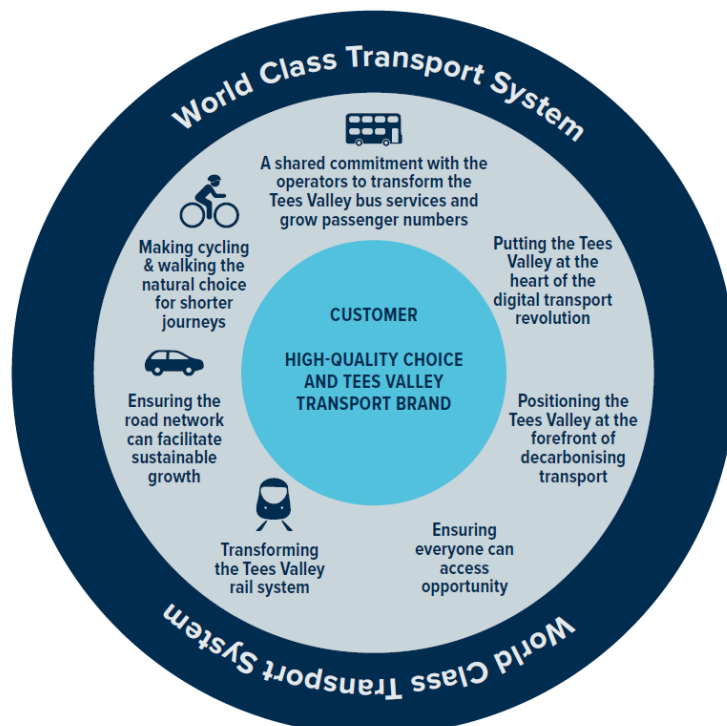 World Class Transport System
A shared commitment with the
operators to transform the
Tees Valley bus services and
grow passenger numbers
Putting the Tees
Valley at the
heart of the
digital transport
revolution
Positioning the
Tees Valley at the
forefront of
decarbonising
transport
Ensuring
everyone can
access
opportunity
Transforming
the Tees Valley
rail system
Ensuring the
road network
can facilitate
sustainable
growth
Making cycling
& walking the
natural choice
for shorter
journeys
CUSTOMER
HIGH-QUALITY CHOICE
AND TEES VALLEY
TRANSPORT BRAND
World Class Transport System